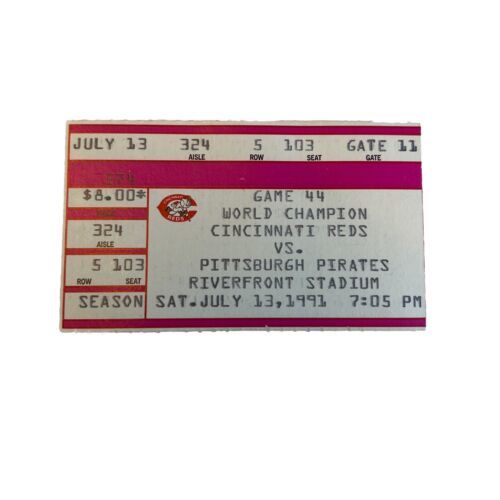 JULY 13 324 5 103 GATE 11
AISLE ROW SEAT GATE
$8.00*
324
AISLE
5 103
ROW SEAT
SEASON
REDS
GAME 44
WORLD CHAMPION
CINCINNATI REDS
VS.
PITTSBURGH PIRATES
RIVERFRONT STADIUM
SAT.JULY 13,1991 7:05 PM